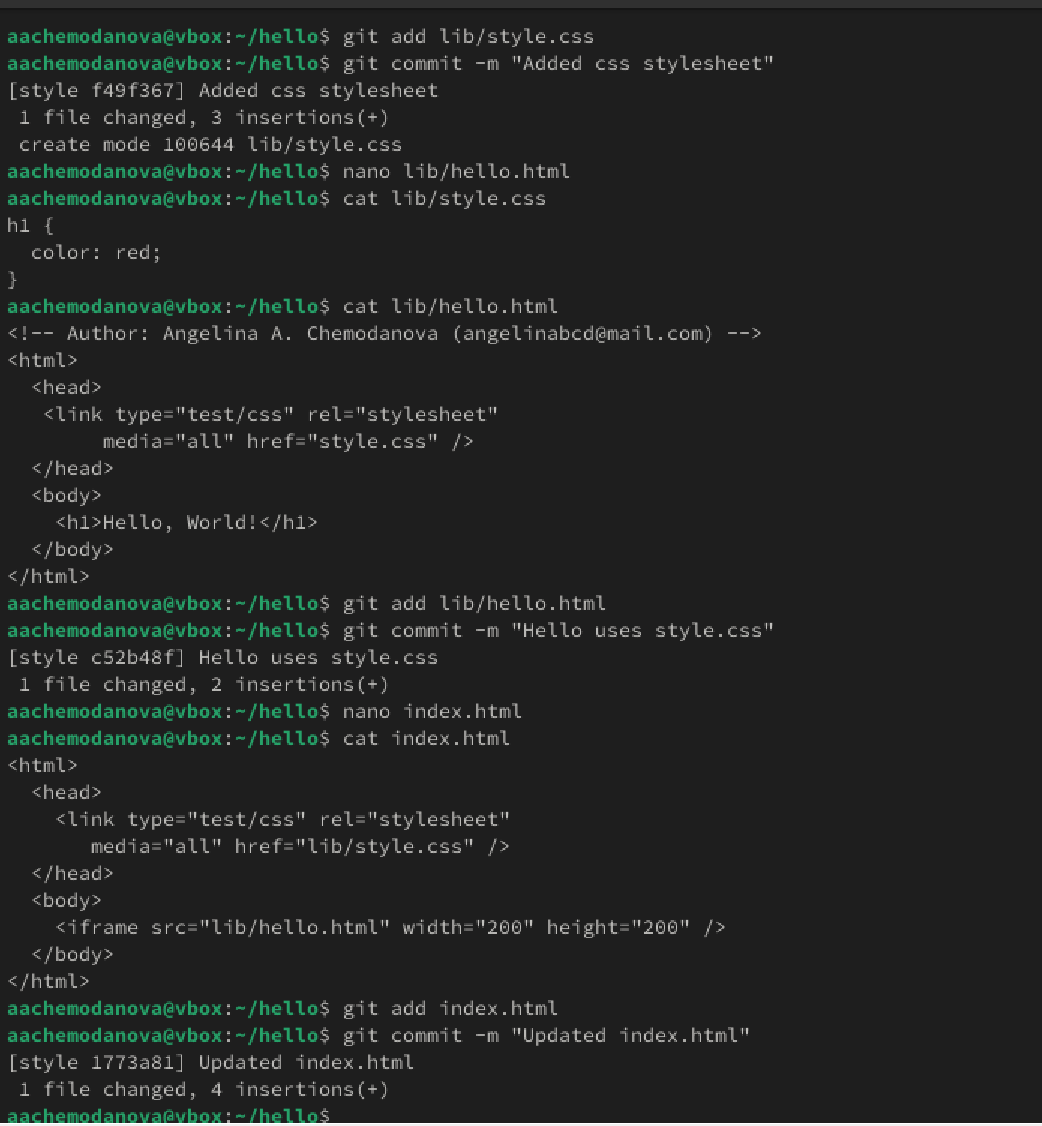 aachemodanova@vbox:~/hello$ git add lib/style.css
aachemodanova@vbox:~/hello$ git commit -m "Added css stylesheet"
[style f49f367] Added css stylesheet
 1 file changed, 3 insertions(+)
 create mode 100644 lib/style.css
aachemodanova@vbox:~/hello$ nano lib/hello.html
aachemodanova@vbox:~/hello$ cat lib/style.css
h1 {
  color: red;
}
aachemodanova@vbox:~/hello$ cat lib/hello.html
<!-- Author: Angelina A. Chemodanova (angelinabcd@mail.com) -->
<html>
  <head>
   <link type="test/css" rel="stylesheet"
        media="all" href="style.css" />
  </head>
  <body>
    <h1>Hello, World!</h1>
  </body>
</html>
aachemodanova@vbox:~/hello$ git add lib/hello.html
aachemodanova@vbox:~/hello$ git commit -m "Hello uses style.css"
[style c52b48f] Hello uses style.css
 1 file changed, 2 insertions(+)
aachemodanova@vbox:~/hello$ nano index.html
aachemodanova@vbox:~/hello$ cat index.html
<html>
  <head>
    <link type="test/css" rel="stylesheet"
       media="all" href="lib/style.css" />
  </head>
  <body>
    <iframe src="lib/hello.html" width="200" height="200" />
  </body>
</html>
aachemodanova@vbox:~/hello$ git add index.html
aachemodanova@vbox:~/hello$ git commit -m "Updated index.html"
[style 1773a81] Updated index.html
 1 file changed, 4 insertions(+)
aachemodanova@vbox:~/hello$